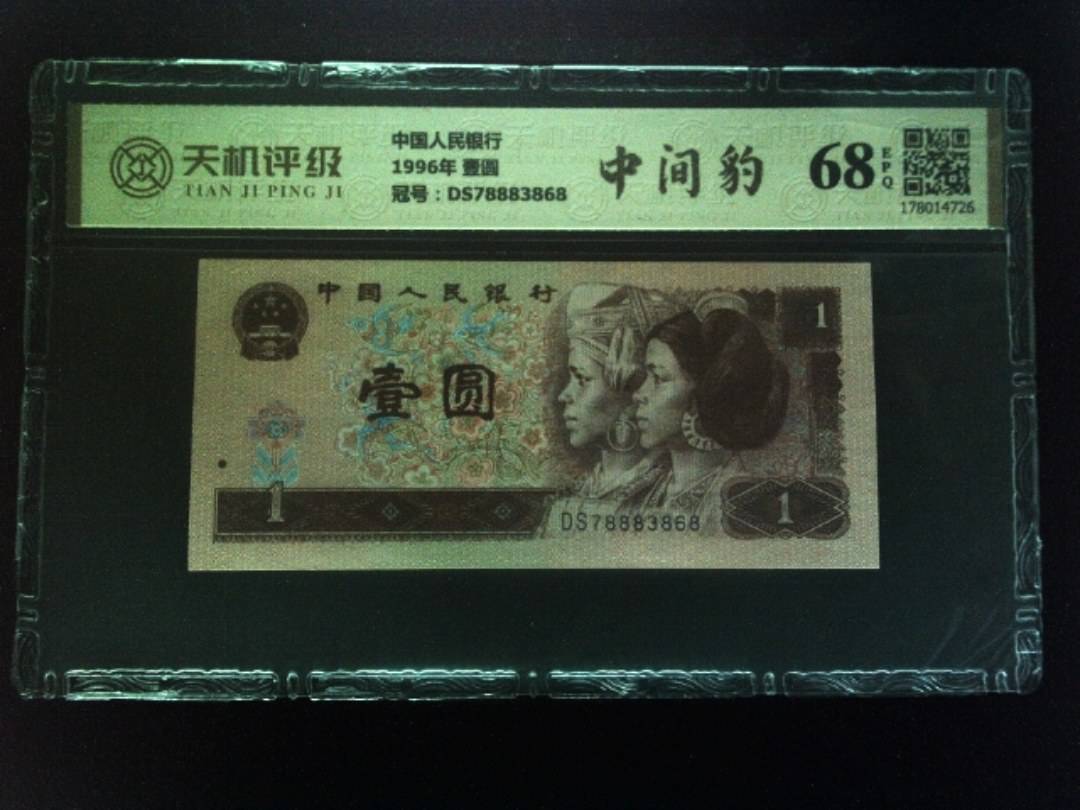 天机评级
TIAN JI PING JI
中国人民银行
1996年 壹圆
冠号：DS78883868
中间豹
68
EPQ
178014726
中国人民银行
1
壹圆
1
DS78883868
1